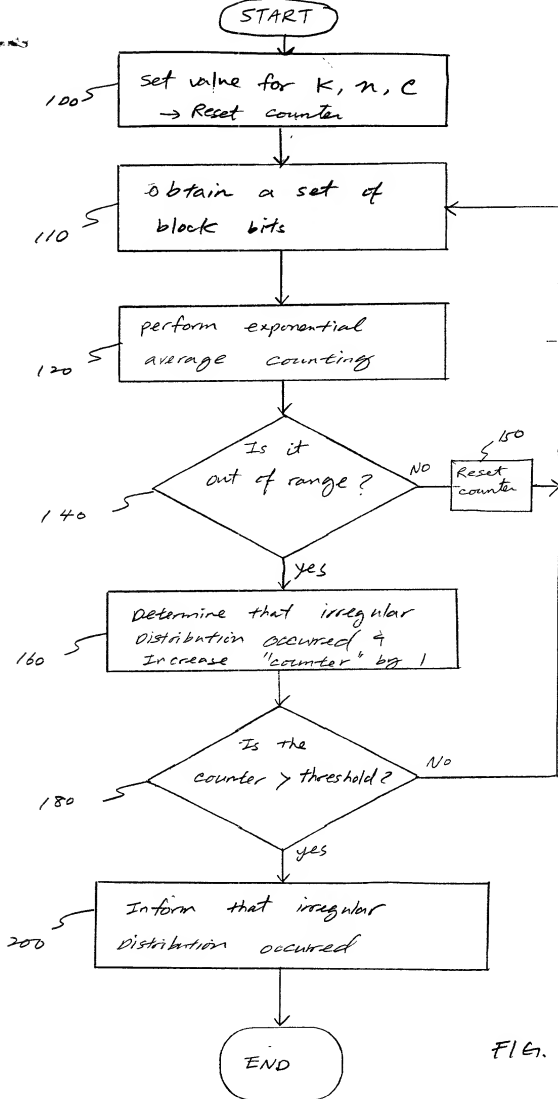 START
100
set value for K, n, C
→ Reset counter
110
obtain a set of
block bits
120
perform exponential
average counting
140
Is it
out of range?
NO
150
Reset
counter
yes
160
Determine that irregular
Distribution occurred &
Increase "counter" by 1
180
Is the
counter > threshold?
No
yes
200
Inform that irregular
Distribution occurred
END
FIG.